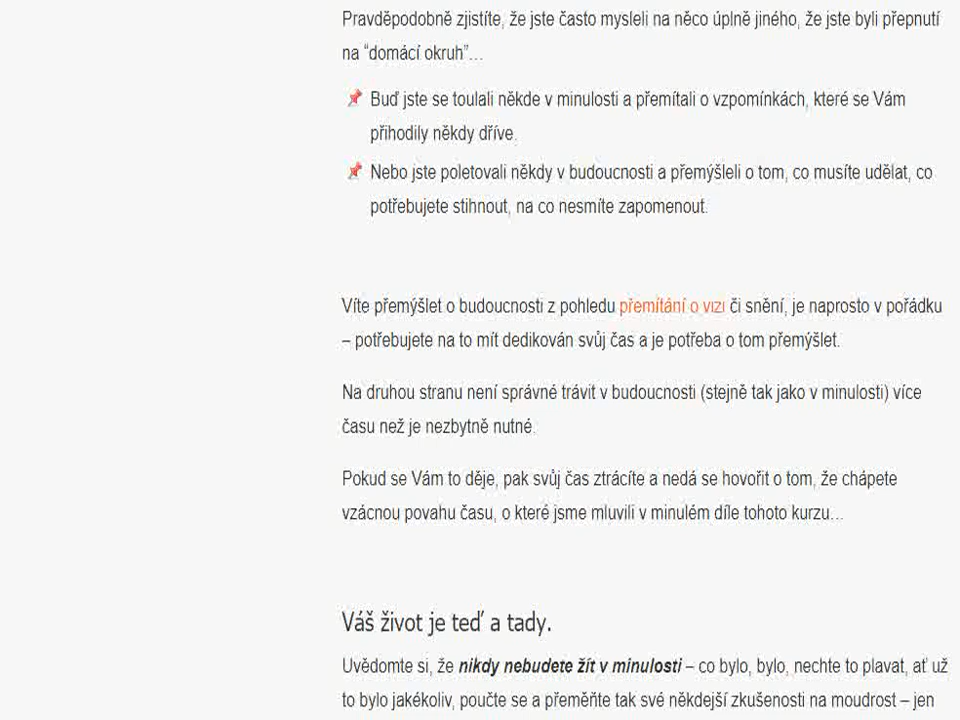 Pravděpodobně zjistíte, že jste často mysleli na něco úplně jiného, že jste byli přepnutí
na “domácí okruh”…
Buď jste se toulali někde v minulosti a přemítali o vzpomínkách, které se Vám
přihodily někdy dříve.
Nebo jste poletovali někdy v budoucnosti a přemýšleli o tom, co musíte udělat, co
potřebujete stihnout, na co nesmíte zapomenout.
Víte přemýšlet o budoucnosti z pohledu přemítání o vizi či snění, je naprosto v pořádku
– potřebujete na to mít dedikován svůj čas a je potřeba o tom přemýšlet.
Na druhou stranu není správné trávit v budoucnosti (stejně tak jako v minulosti) více
času než je nezbytně nutné.
Pokud se Vám to děje, pak svůj čas ztrácíte a nedá se hovořit o tom, že chápete
vzácnou povahu času, o které jsme mluvili v minulém díle tohoto kurzu…
Váš život je teď a tady.
Uvědomte si, že nikdy nebudete žít v minulosti – co bylo, bylo, nechte to plavat, ať už
to bylo jakékoliv, poučte se a přeměňte tak své někdejší zkušenosti na moudrost – jen